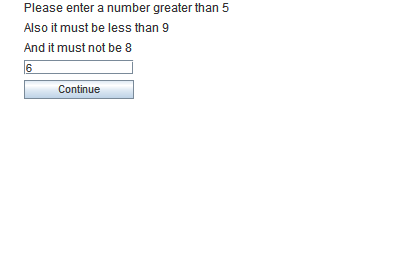 Please enter a number greater than 5
Also it must be less than 9
And it must not be 8
6
Continue